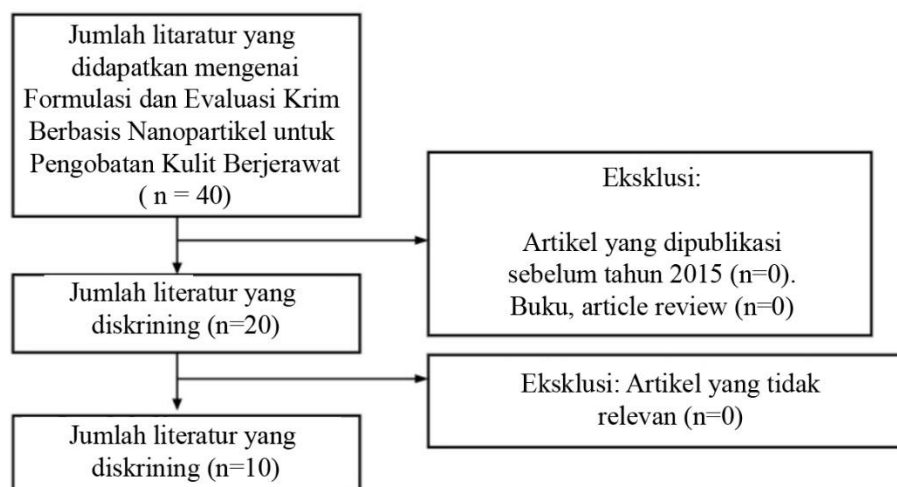 Jumlah litaratur yang
didapatkan mengenai
Formulasi dan Evaluasi Krim
Berbasis Nanopartikel untuk
Pengobatan Kulit Berjerawat
( n = 40)
Eksklusi:
Artikel yang dipublikasi
sebelum tahun 2015 (n=0).
Buku, article review (n=0)
Jumlah literatur yang
diskrining (n=20)
Eksklusi: Artikel yang tidak
relevan (n=0)
Jumlah literatur yang
diskrining (n=10)